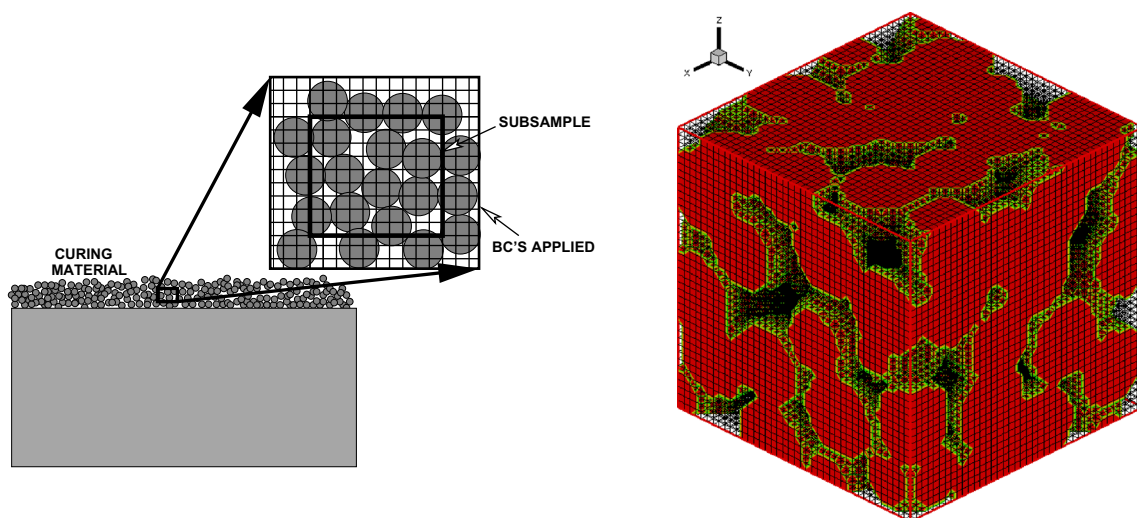 SUBSAMPLE
BC'S APPLIED
CURING
MATERIAL
Z
X
Y